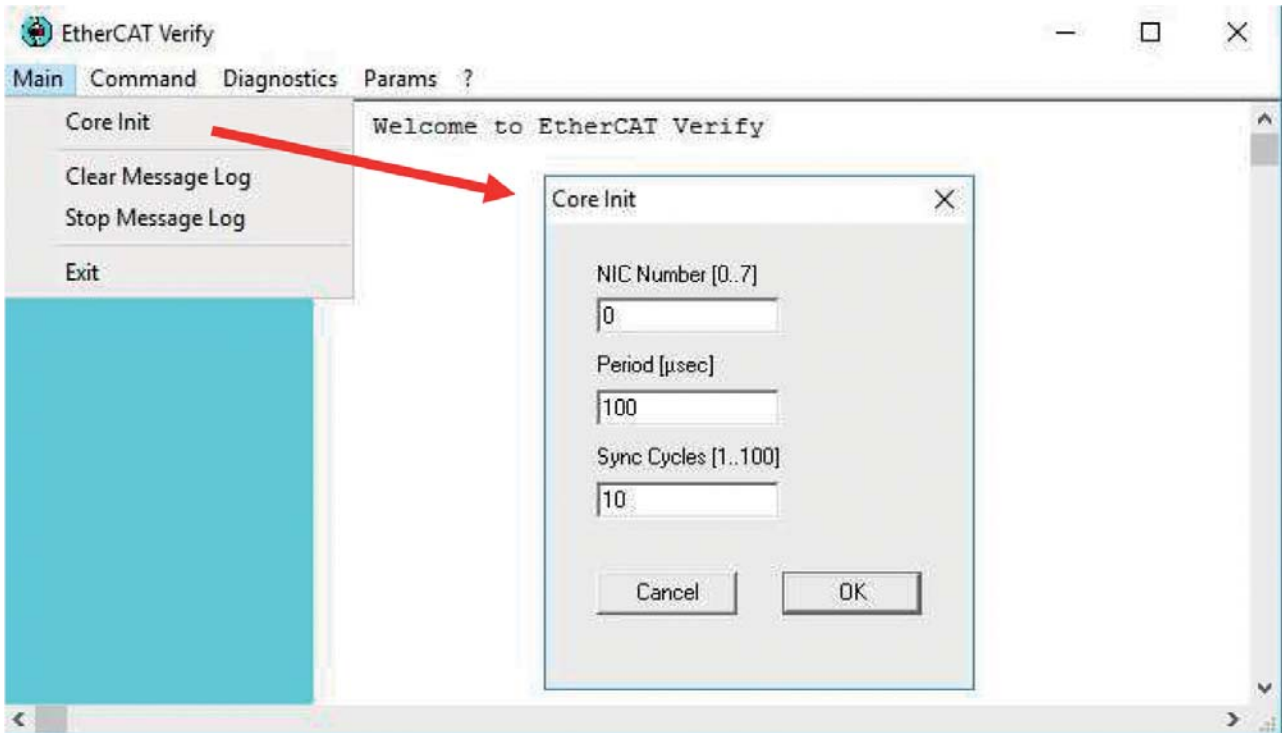 EtherCAT Verify
Main Command Diagnostics Params ?
Core Init
Clear Message Log
Stop Message Log
Exit
Welcome to EtherCAT Verify
Core Init
NIC Number [0..7]
0
Period [µsec]
100
Sync Cycles [1..100]
10
Cancel OK